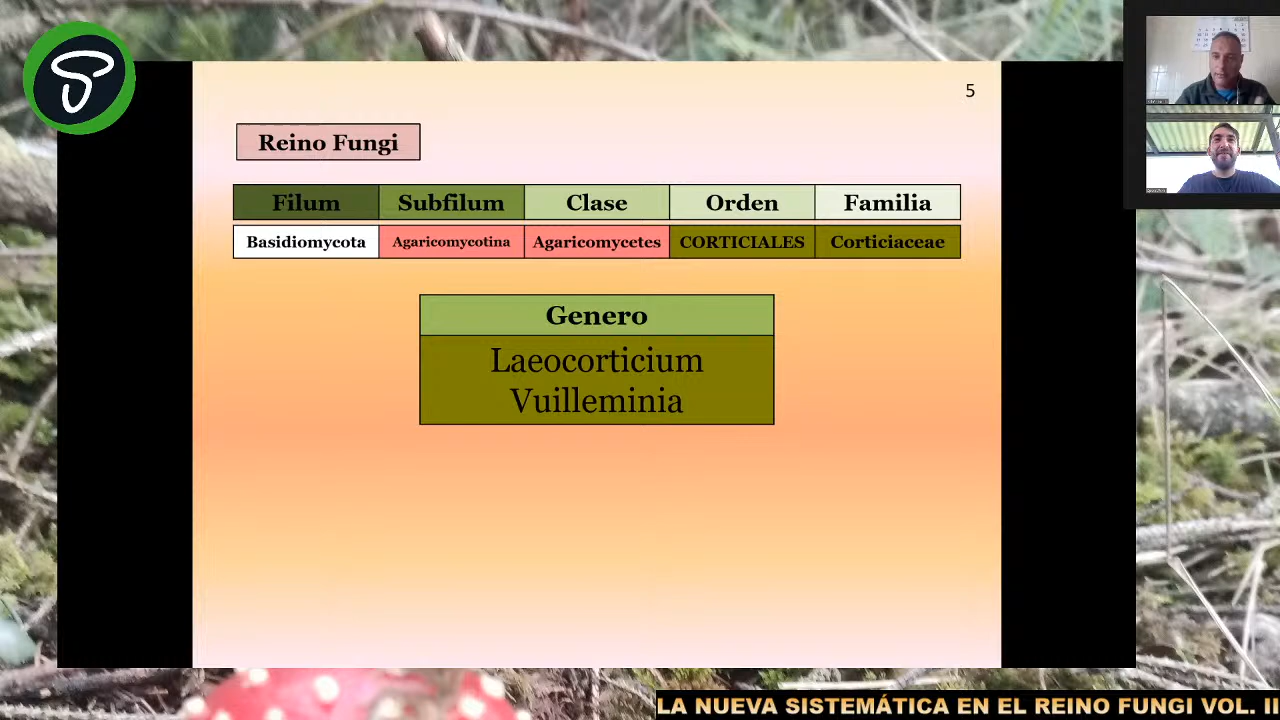 5
Reino Fungi
Filum Subfilum Clase Orden Familia
Basidiomycota Agaricomycotina Agaricomycetes CORTICIALES Corticiaceae
Genero
Laeocorticium
Vuilleminia
LA NUEVA SISTEMÁTICA EN EL REINO FUNGI VOL. II